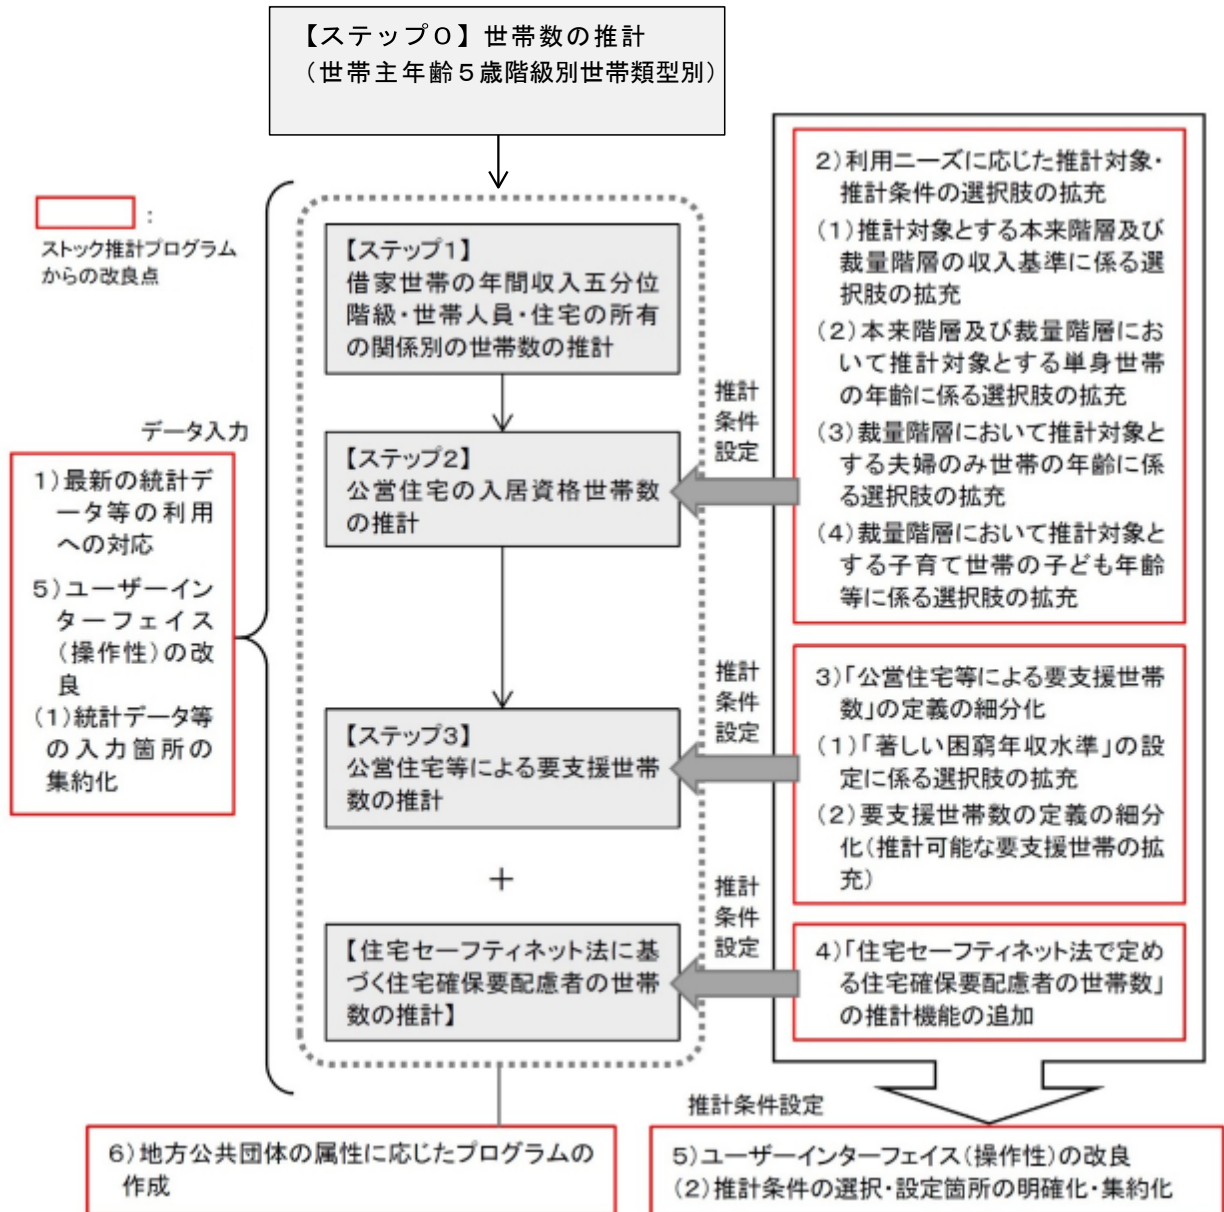 【ステップ０】世帯数の推計
（世帯主年齢５歳階級別世帯類型別）
：
ストック推計プログラム
からの改良点
データ入力
１）最新の統計デ
ータ等の利用
への対応
５）ユーザーイン
ターフェイス
（操作性）の改
良
（１）統計データ等
の入力箇所の
集約化
【ステップ１】
借家世帯の年間収入五分位
階級・世帯人員・住宅の所有
の関係別の世帯数の推計
【ステップ２】
公営住宅の入居資格世帯数
の推計
【ステップ３】
公営住宅等による要支援世帯
数の推計
＋
【住宅セーフティネット法に基
づく住宅確保要配慮者の世帯
数の推計】
推計
条件
設定
推計
条件
設定
推計
条件
設定
２）利用ニーズに応じた推計対象・
推計条件の選択肢の拡充
（１）推計対象とする本来階層及び
裁量階層の収入基準に係る選
択肢の拡充
（２）本来階層及び裁量階層にお
いて推計対象とする単身世帯
の年齢に係る選択肢の拡充
（３）裁量階層において推計対象と
する夫婦のみ世帯の年齢に係
る選択肢の拡充
（４）裁量階層において推計対象と
する子育て世帯の子ども年齢
等に係る選択肢の拡充
３）「公営住宅等による要支援世帯
数」の定義の細分化
（１）「著しい困窮年収水準」の設
定に係る選択肢の拡充
（２）要支援世帯数の定義の細分
化（推計可能な要支援世帯の拡
充）
４）「住宅セーフティネット法で定め
る住宅確保要配慮者の世帯数」
の推計機能の追加
推計条件設定
６）地方公共団体の属性に応じたプログラムの
作成
５）ユーザーインターフェイス（操作性）の改良
（２）推計条件の選択・設定箇所の明確化・集約化